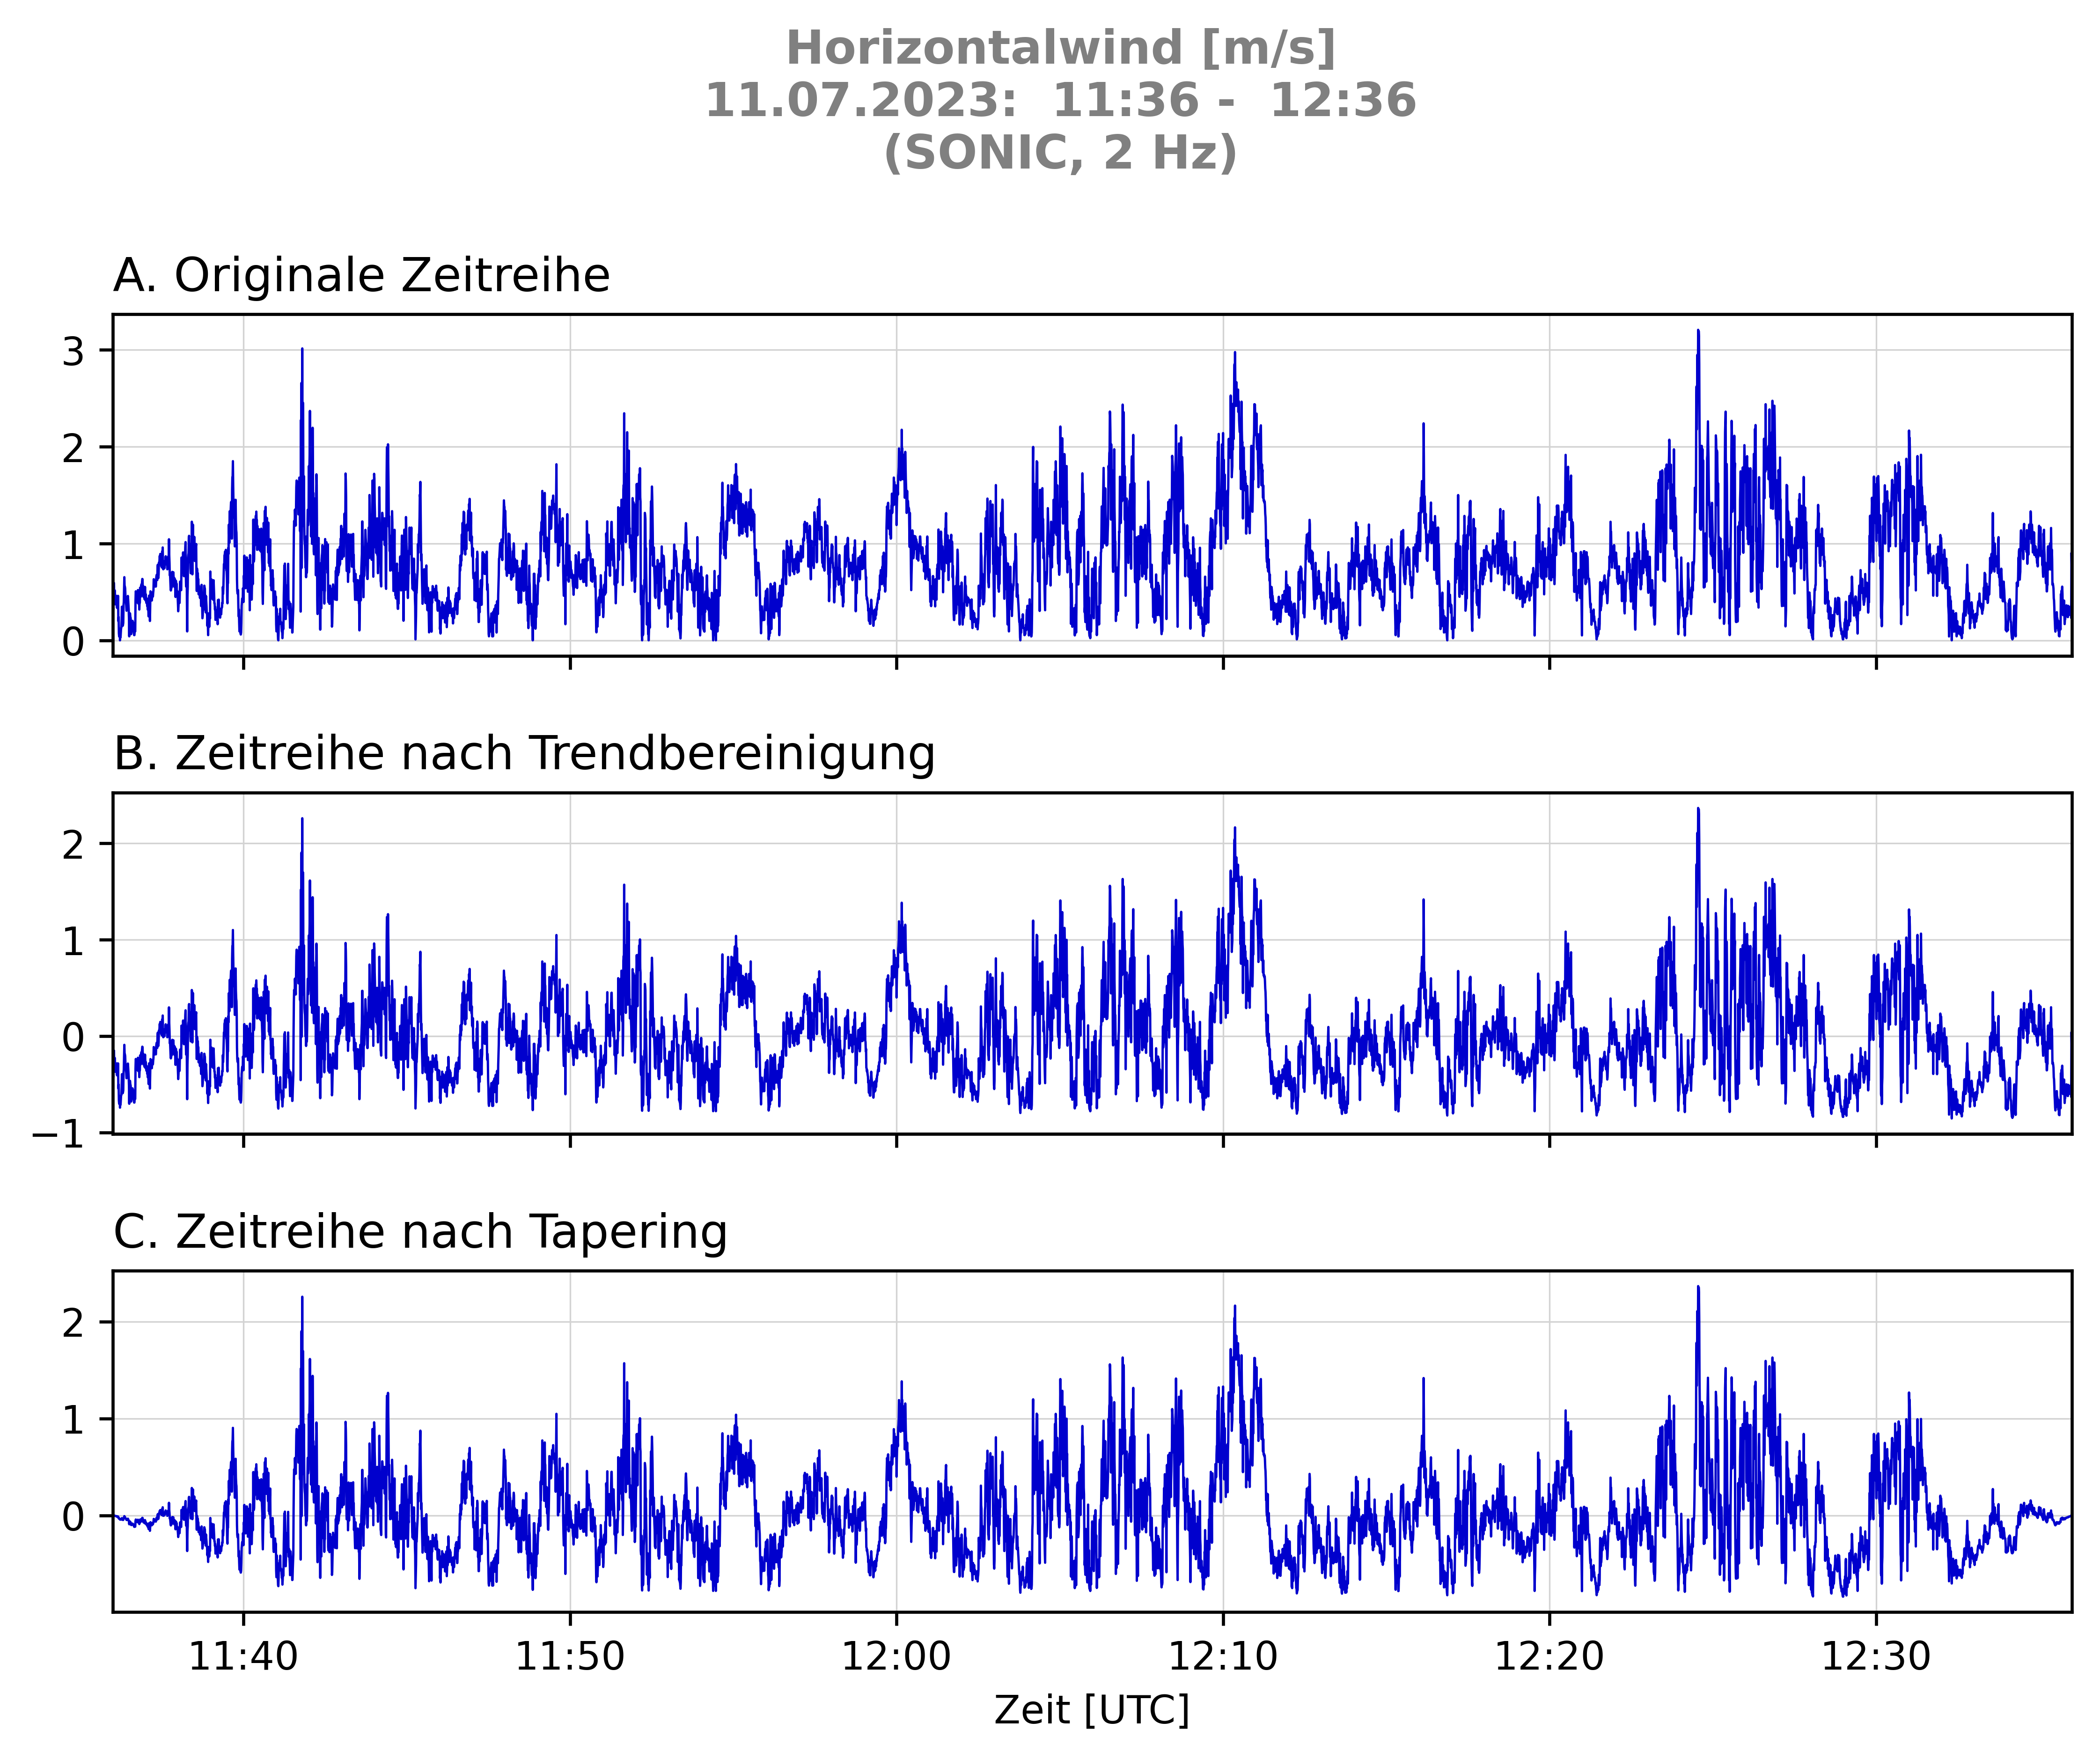 Horizontalwind [m/s]
11.07.2023:  11:36 -  12:36
(SONIC, 2 Hz)
A. Originale Zeitreihe
3
2
1
0
B. Zeitreihe nach Trendbereinigung
2
1
0
−1
C. Zeitreihe nach Tapering
2
1
0
11:40 11:50 12:00 12:10 12:20 12:30
Zeit [UTC]